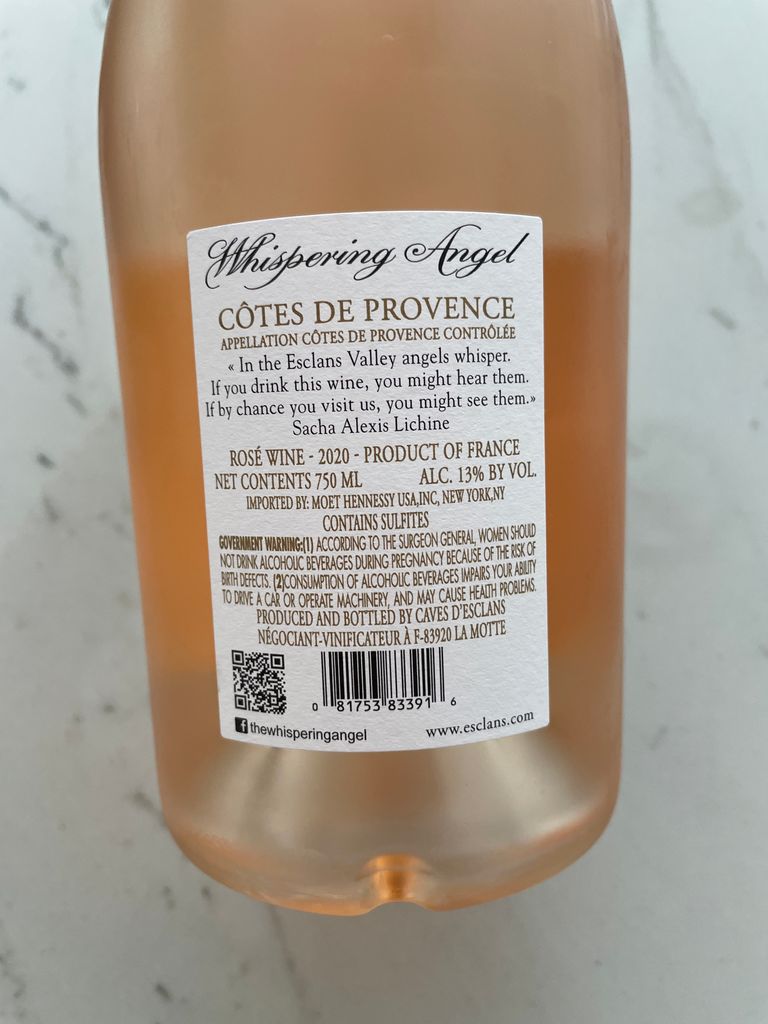 Whispering Angel
CÔTES DE PROVENCE
APPELLATION CÔTES DE PROVENCE CONTRÔLÉE
« In the Esclans Valley angels whisper.
If you drink this wine, you might hear them.
If by chance you visit us, you might see them.»
Sacha Alexis Lichine
ROSÉ WINE - 2020 - PRODUCT OF FRANCE
NET CONTENTS 750 ML ALC. 13% BY VOL.
IMPORTED BY: MOET HENNESSY USA,INC, NEW YORK,NY
CONTAINS SULFITES
GOVERNMENT WARNING:(1) ACCORDING TO THE SURGEON GENERAL, WOMEN SHOULD
NOT DRINK ALCOHOLIC BEVERAGES DURING PREGNANCY BECAUSE OF THE RISK OF
BIRTH DEFECTS. (2)CONSUMPTION OF ALCOHOLIC BEVERAGES IMPAIRS YOUR ABILITY
TO DRIVE A CAR OR OPERATE MACHINERY, AND MAY CAUSE HEALTH PROBLEMS.
PRODUCED AND BOTTLED BY CAVES D'ESCLANS
NÉGOCIANT-VINIFICATEUR À F-83920 LA MOTTE
0 81753 83391 6
f thewhisperingangel
www.esclans.com